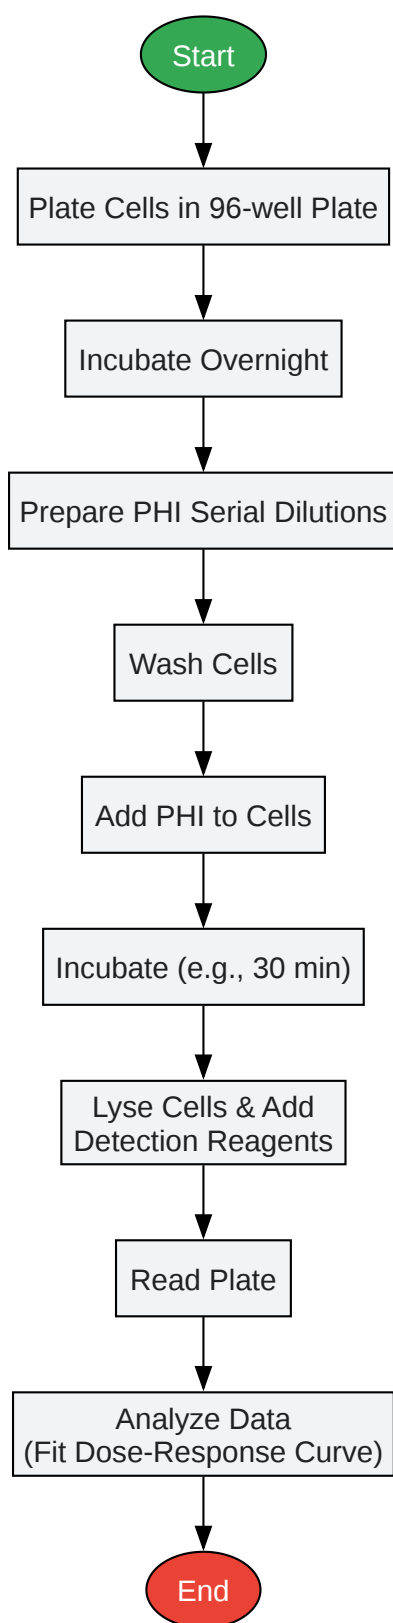 Start
Plate Cells in 96-well Plate
Incubate Overnight
Prepare PHI Serial Dilutions
Wash Cells
Add PHI to Cells
Incubate (e.g., 30 min)
Lyse Cells & Add
Detection Reagents
Read Plate
Analyze Data
(Fit Dose-Response Curve)
End